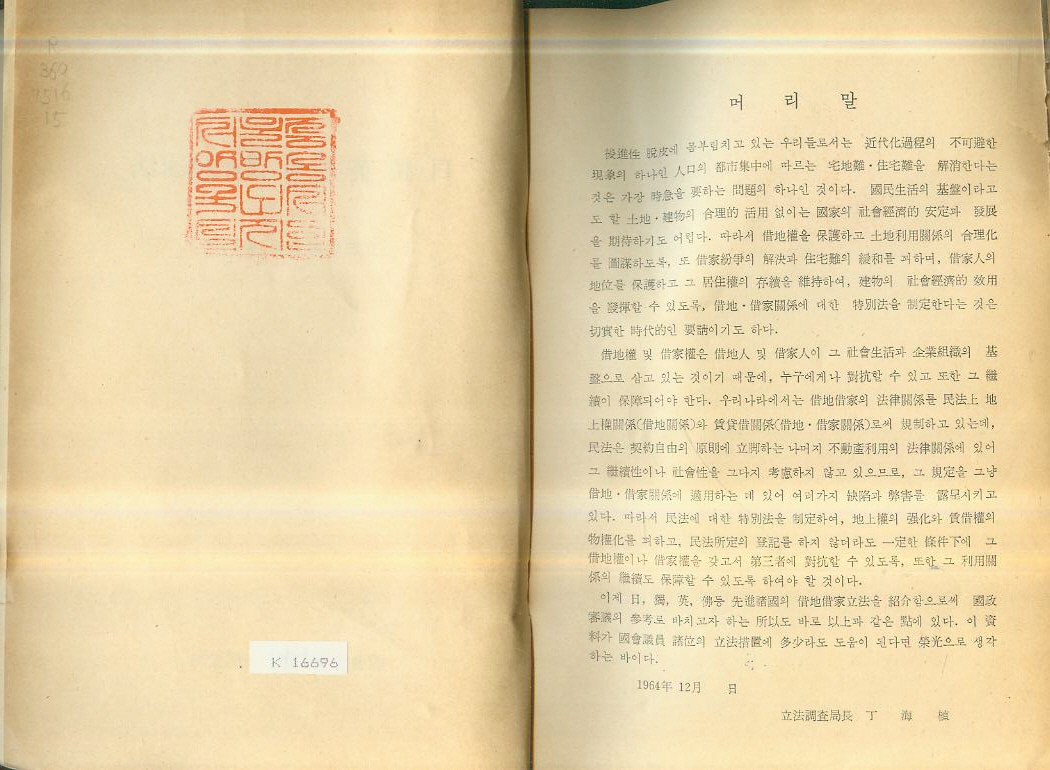 R
360
15
K 16696
머 리 말
後進性 脫皮에 몸부림치고 있는 우리들로서는 近代化過程의 不可避한
現象의 하나인 人口의 都市集中에 따르는 宅地難·住宅難을 解消한다는
것은 가장 時急을 要하는 問題의 하나인 것이다. 國民生活의 基盤이라고
도 할 土地·建物의 合理的 活用 없이는 國家의 社會經濟的 安定과 發展
을 期待하기도 어렵다. 따라서 借地權을 保護하고 土地利用關係의 合理化
를 圖謀하도록, 또 借家紛爭의 解決과 住宅難의 緩和를 꾀하며, 借家人의
地位를 保護하고 그 居住權의 存續을 維持하여, 建物의 社會經濟的 效用
을 發揮할 수 있도록, 借地·借家關係에 대한 特別法을 制定한다는 것은
切實한 時代的인 要請이기도 하다.
借地權 및 借家權은 借地人 및 借家人이 그 社會生活과 企業組織의 基
盤으로 삼고 있는 것이기 때문에, 누구에게나 對抗할 수 있고 또한 그 繼
續이 保障되어야 한다. 우리나라에서는 借地借家의 法律關係를 民法上 地
上權關係(借地關係)와 賃貸借關係(借地·借家關係)로써 規制하고 있는데,
民法은 契約自由의 原則에 立脚하는 나머지 不動產利用의 法律關係에 있어
그 繼續性이나 社會性을 그다지 考慮하지 않고 있으므로, 그 規定을 그냥
借地·借家關係에 適用하는 데 있어 여러가지 缺陷과 弊害를 露呈시키고
있다. 따라서 民法에 대한 特別法을 制定하여, 地上權의 强化와 賃借權의
物權化를 꾀하고, 民法所定의 登記를 하지 않더라도 一定한 條件下에 그
借地權이나 借家權을 갖고서 第三者에 對抗할 수 있도록, 또한 그 利用關
係의 繼續도 保障할 수 있도록 하여야 할 것이다.
이제 日, 獨, 英, 佛等 先進諸國의 借地借家立法을 紹介함으로써 國政
審議의 參考로 바치고자 하는 所以도 바로 以上과 같은 點에 있다. 이 資
料가 國會議員 諸位의 立法措置에 多少라도 도움이 된다면 榮光으로 생각
하는 바이다.
1964年 12月 日
立法調査局長 丁 海 植